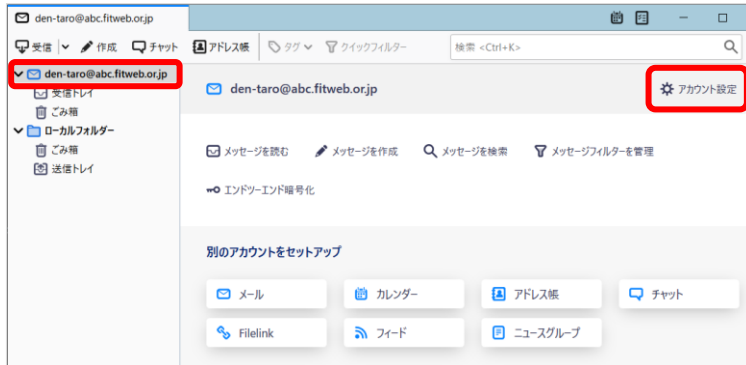 den-taro@abc.fitweb.or.jp
受信 作成 チャット アドレス帳 タグ クイックフィルター 検索 <Ctrl+K>
den-taro@abc.fitweb.or.jp
受信トレイ
ごみ箱
ローカルフォルダー
ごみ箱
送信トレイ
den-taro@abc.fitweb.or.jp アカウント設定
メッセージを読む メッセージを作成 メッセージを検索 メッセージフィルターを管理
エンドツーエンド暗号化
別のアカウントをセットアップ
メール カレンダー アドレス帳 チャット
Filelink フィード ニュースグループ